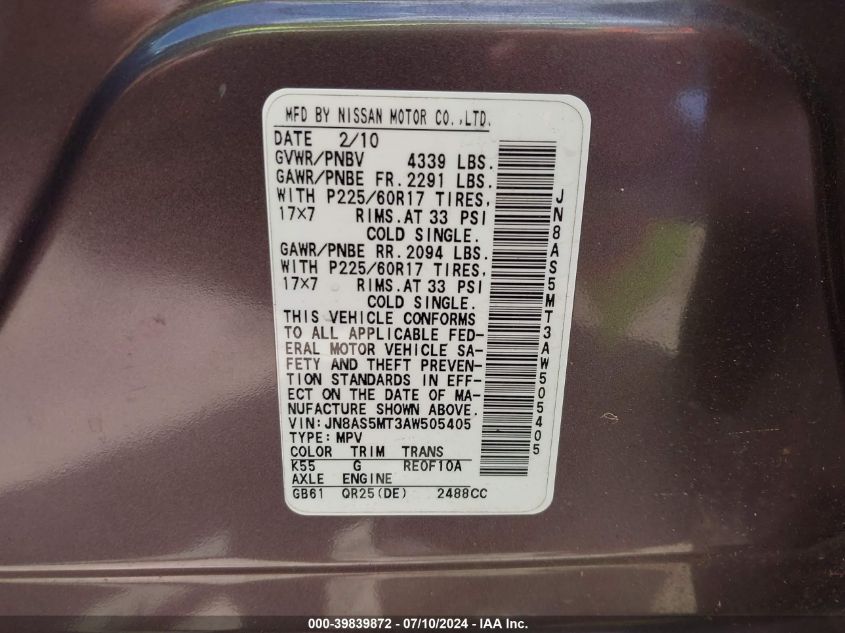 MFD BY NISSAN MOTOR CO.,LTD.
DATE 2/10
GVWR/PNBV 4339 LBS.
GAWR/PNBE FR.2291 LBS.
WITH P225/60R17 TIRES,
17×7 RIMS.AT 33 PSI
COLD SINGLE.
GAWR/PNBE RR.2094 LBS.
WITH P225/60R17 TIRES,
17×7 RIMS.AT 33 PSI
COLD SINGLE.
THIS VEHICLE CONFORMS
TO ALL APPLICABLE FED-
ERAL MOTOR VEHICLE SA-
FETY AND THEFT PREVEN-
TION STANDARDS IN EFF-
ECT ON THE DATE OF MA-
NUFACTURE SHOWN ABOVE.
VIN:JN8AS5MT3AW505405
TYPE:MPV
COLOR TRIM TRANS
K55 G RE0F10A
AXLE ENGINE
GB61 QR25(DE) 2488CC
JN8AS5MT3AW505405
000-39839872 - 07/10/2024 - IAA Inc.